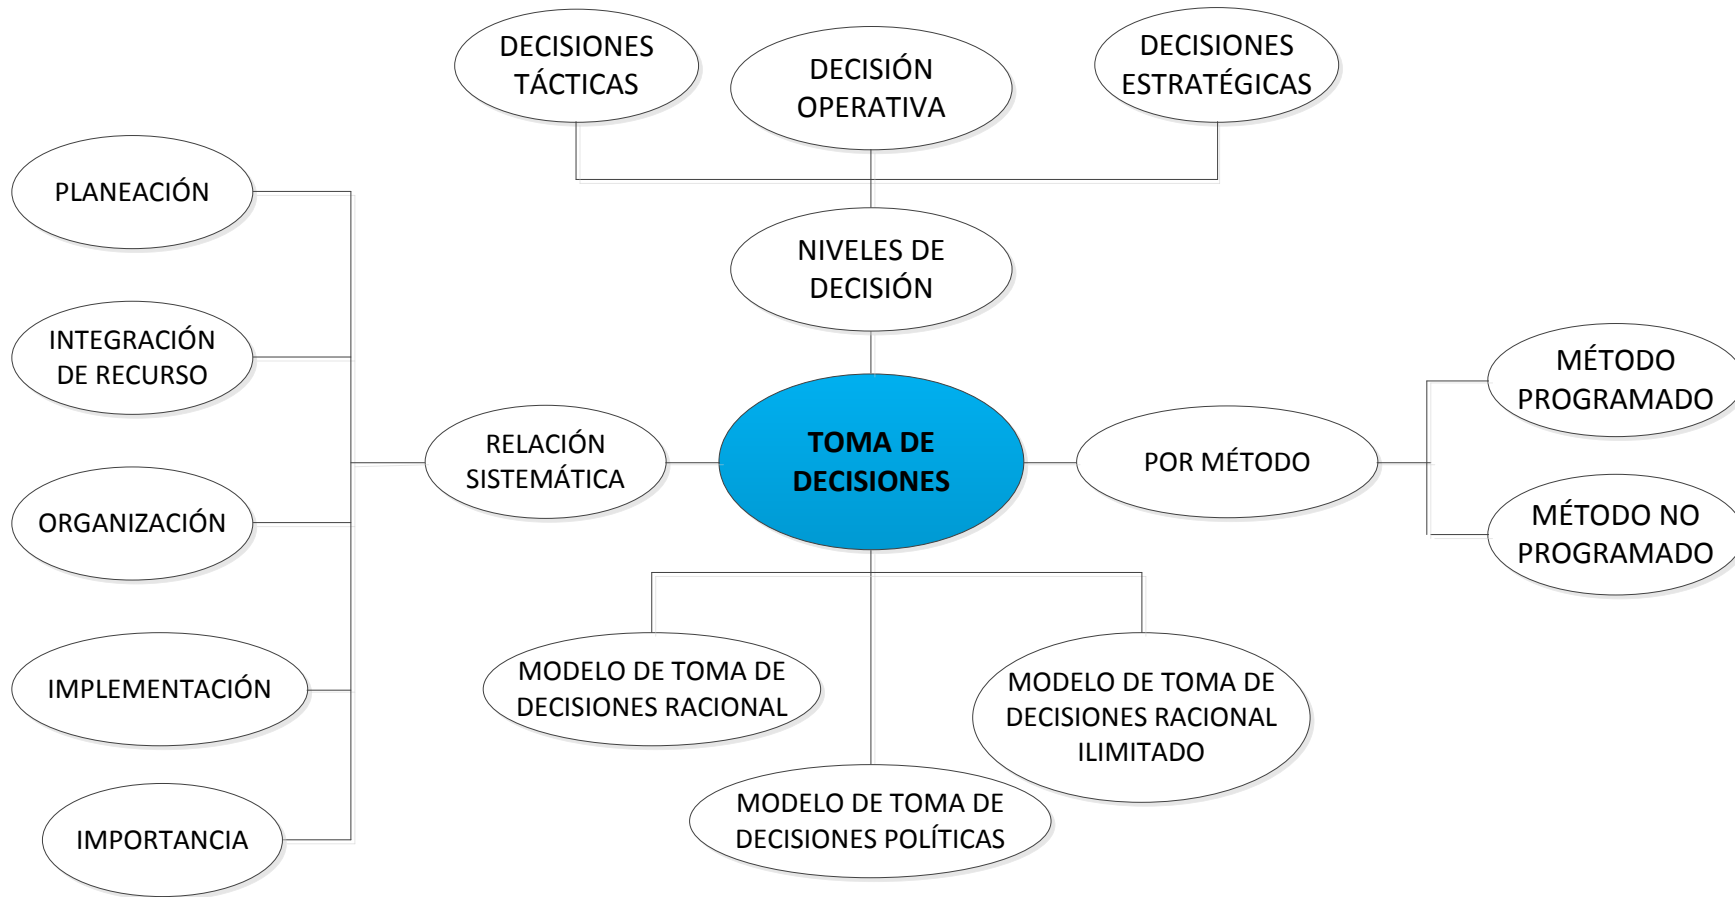 DECISIONES
TÁCTICAS
DECISIÓN
OPERATIVA
DECISIONES
ESTRATÉGICAS
NIVELES DE
DECISIÓN
PLANEACIÓN
INTEGRACIÓN
DE RECURSO
ORGANIZACIÓN
IMPLEMENTACIÓN
IMPORTANCIA
RELACIÓN
SISTEMÁTICA
TOMA DE
DECISIONES
POR MÉTODO
MÉTODO
PROGRAMADO
MÉTODO NO
PROGRAMADO
MODELO DE TOMA DE
DECISIONES RACIONAL
MODELO DE TOMA DE
DECISIONES POLÍTICAS
MODELO DE TOMA DE
DECISIONES RACIONAL
ILIMITADO